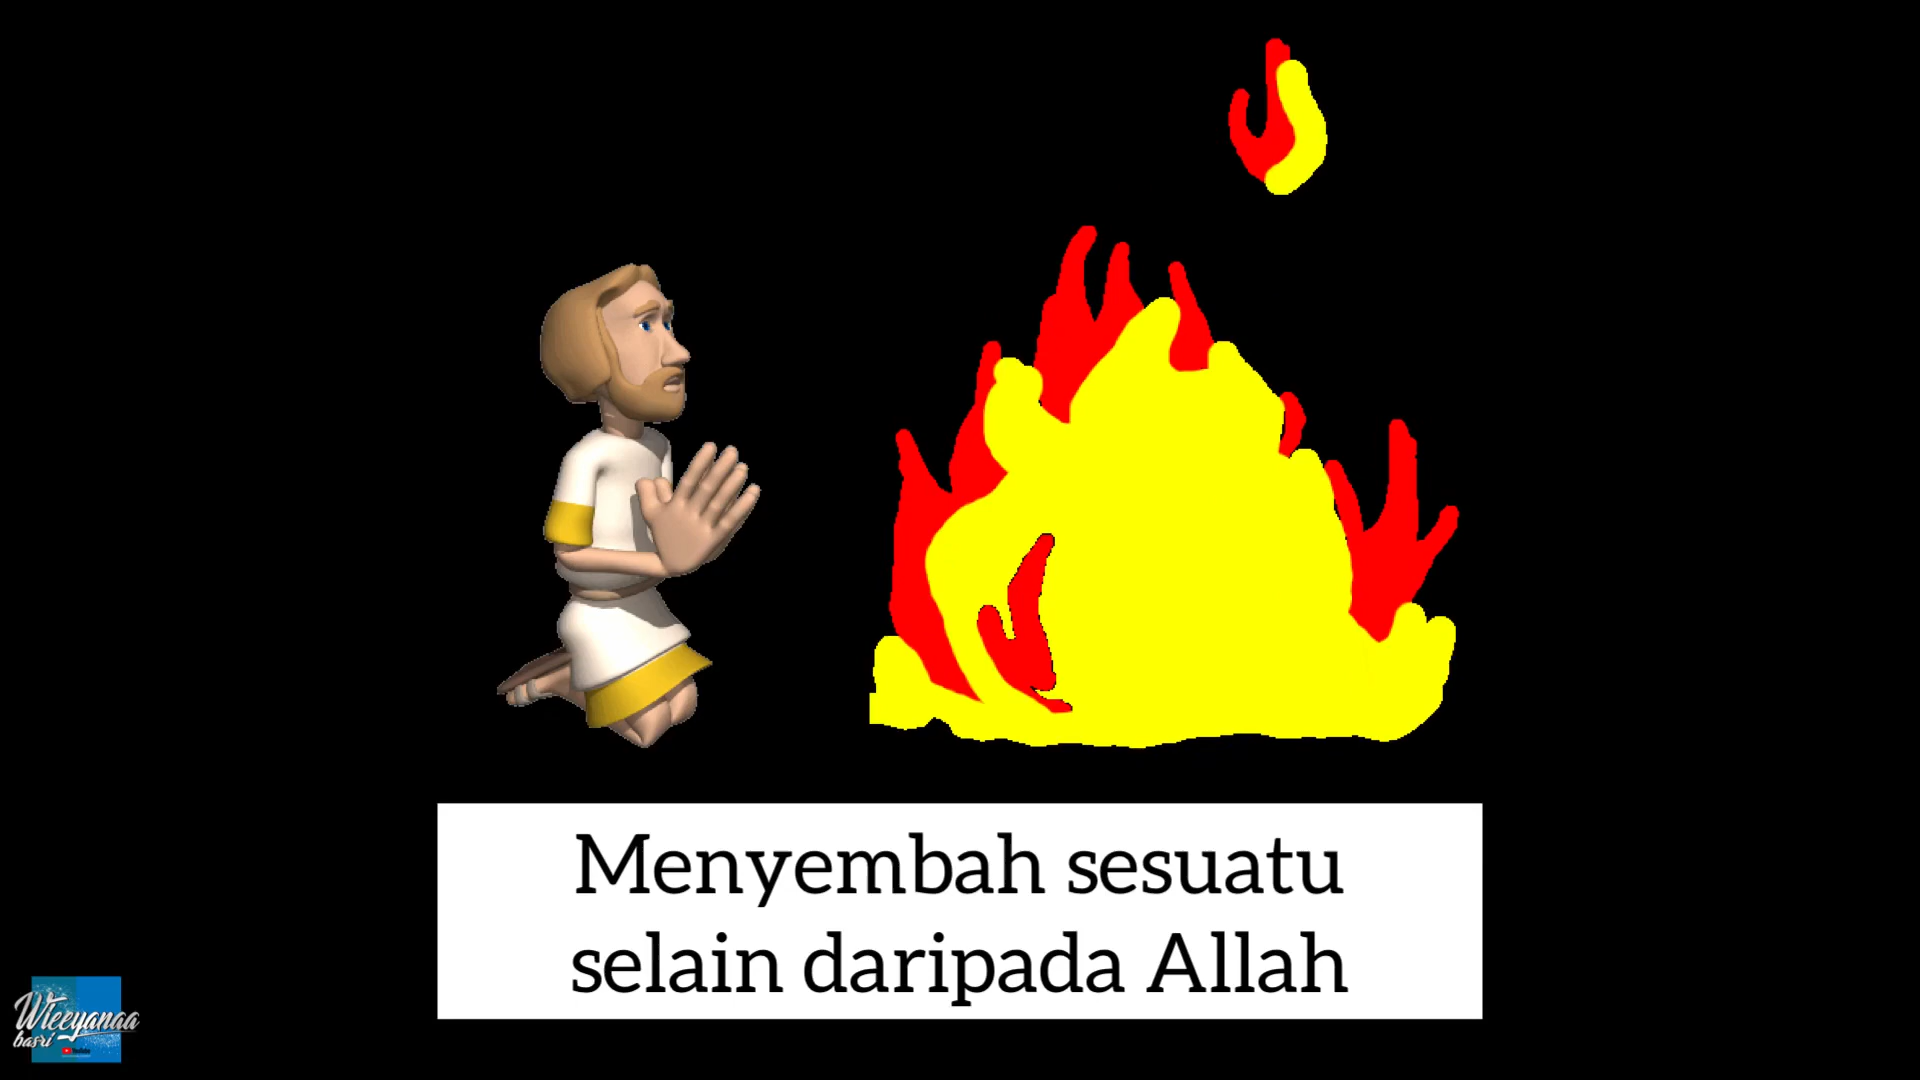 Menyembah sesuatu
selain daripada Allah
Wieeyanaa
basri